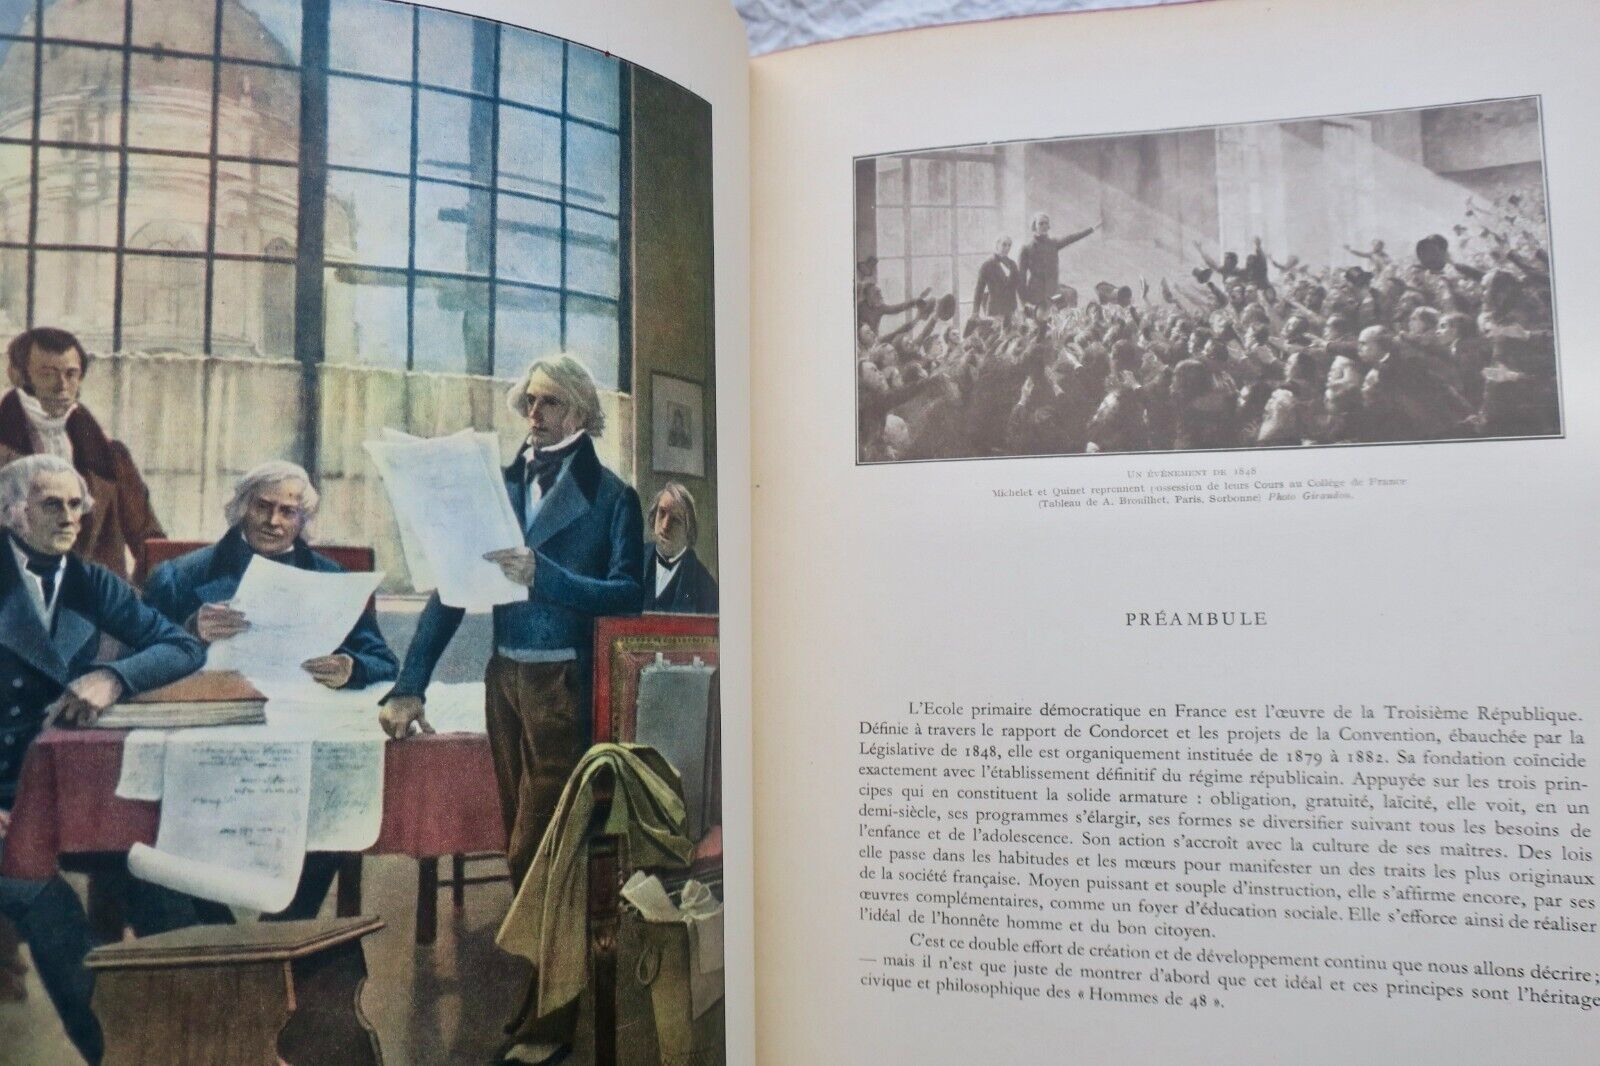 UN ÉVÉNEMENT DE 1848
Michelet et Quinet reprennent possession de leurs Cours au Collège de France
(Tableau de A. Brouilhet, Paris, Sorbonne) Photo Giraudon.
PRÉAMBULE
L'Ecole primaire démocratique en France est l'œuvre de la Troisième République.
Définie à travers le rapport de Condorcet et les projets de la Convention, ébauchée par la
Législative de 1848, elle est organiquement instituée de 1879 à 1882. Sa fondation coïncide
exactement avec l'établissement définitif du régime républicain. Appuyée sur les trois prin-
cipes qui en constituent la solide armature : obligation, gratuité, laïcité, elle voit, en un
demi-siècle, ses programmes s'élargir, ses formes se diversifier suivant tous les besoins de
l'enfance et de l'adolescence. Son action s'accroît avec la culture de ses maîtres. Des lois
elle passe dans les habitudes et les mœurs pour manifester un des traits les plus originaux
de la société française. Moyen puissant et souple d'instruction, elle s'affirme encore, par ses
œuvres complémentaires, comme un foyer d'éducation sociale. Elle s'efforce ainsi de réaliser
l'idéal de l'honnête homme et du bon citoyen.
C'est ce double effort de création et de développement continu que nous allons décrire ;
— mais il n'est que juste de montrer d'abord que cet idéal et ces principes sont l'héritage
civique et philosophique des « Hommes de 48 ».